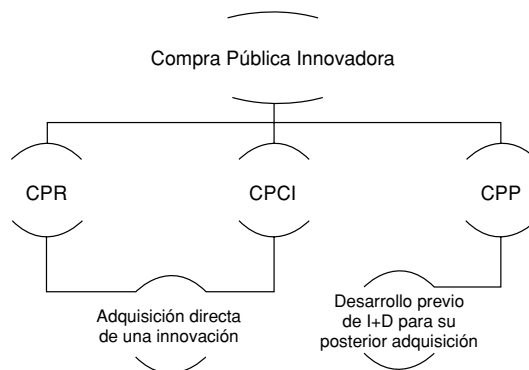 Compra Pública Innovadora
CPR
CPCI
CPP
Adquisición directa
de una innovación
Desarrollo previo
de I+D para su
posterior adquisición